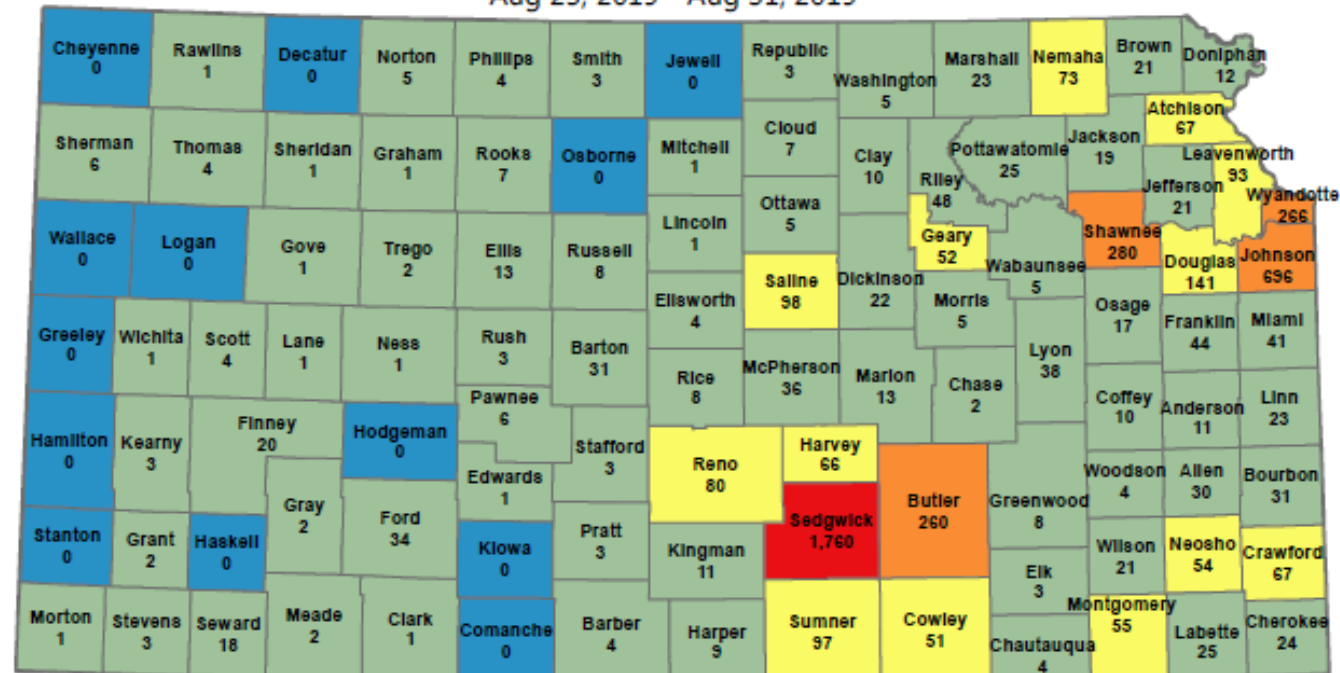 Aug 25, 2019 - Aug 31, 2019
Cheyenne
0
Rawlins
1
Decatur
0
Norton
5
Phillips
4
Smith
3
Jewell
0
Republic
3
Washington
5
Marshall
23
Nemaha
73
Brown
21
Doniphan
12
Sherman
6
Thomas
4
Sheridan
1
Graham
1
Rooks
7
Osborne
0
Mitchell
1
Cloud
7
Clay
10
Riley
48
Pottawatomie
25
Jackson
19
Atchison
67
Jefferson
21
Leavenworth
93
Wyandotte
266
Wallace
0
Logan
0
Gove
1
Trego
2
Ellis
13
Russell
8
Lincoln
1
Ottawa
5
Saline
98
Dickinson
22
Geary
52
Morris
5
Wabaunsee
5
Shawnee
280
Douglas
141
Johnson
696
Greeley
0
Wichita
1
Scott
4
Lane
1
Ness
1
Rush
3
Barton
31
Ellsworth
4
Rice
8
McPherson
36
Marion
13
Chase
2
Lyon
38
Osage
17
Franklin
44
Miami
41
Hamilton
0
Kearny
3
Finney
20
Hodgeman
0
Pawnee
6
Edwards
1
Stafford
3
Reno
80
Harvey
66
Sedgwick
1,760
Butler
260
Greenwood
8
Coffey
10
Anderson
11
Linn
23
Woodson
4
Allen
30
Bourbon
31
Stanton
0
Grant
2
Haskell
0
Gray
2
Ford
34
Kiowa
0
Pratt
3
Kingman
11
Elk
3
Wilson
21
Neosho
54
Crawford
67
Morton
1
Stevens
3
Seward
18
Meade
2
Clark
1
Comanche
0
Barber
4
Harper
9
Sumner
97
Cowley
51
Chautauqua
4
Montgomery
55
Labette
25
Cherokee
24